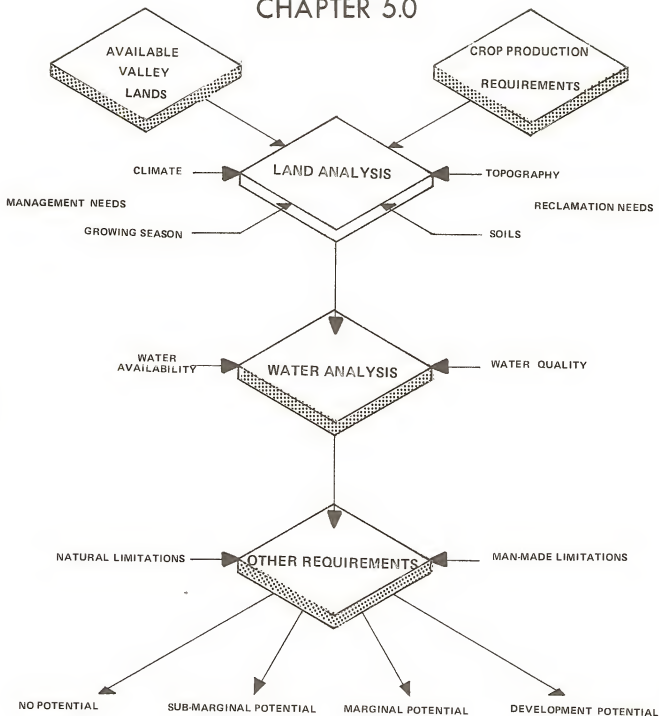 CHAPTER 5.0
AVAILABLE
VALLEY
LANDS
CROP PRODUCTION
REQUIREMENTS
CLIMATE
LAND ANALYSIS
TOPOGRAPHY
MANAGEMENT NEEDS
RECLAMATION NEEDS
GROWING SEASON
SOILS
WATER
AVAILABILITY
WATER ANALYSIS
WATER QUALITY
NATURAL LIMITATIONS
OTHER REQUIREMENTS
MAN-MADE LIMITATIONS
NO POTENTIAL
SUB-MARGINAL POTENTIAL
MARGINAL POTENTIAL
DEVELOPMENT POTENTIAL